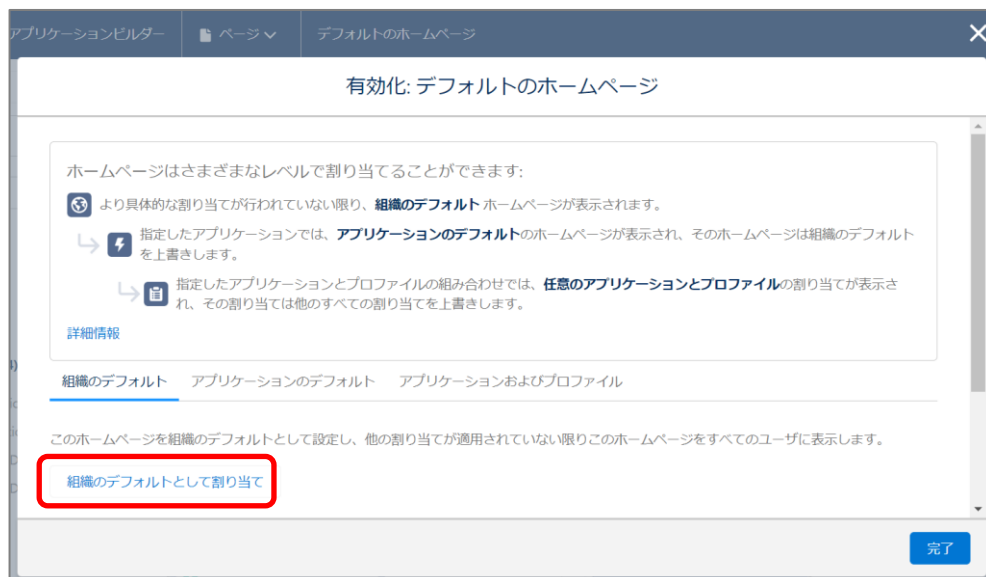 アプリケーションビルダー
ページ
デフォルトのホームページ
有効化: デフォルトのホームページ
ホームページはさまざまなレベルで割り当てることができます:
より具体的な割り当てが行われていない限り、組織のデフォルト ホームページが表示されます。
指定したアプリケーションでは、アプリケーションのデフォルトのホームページが表示され、そのホームページは組織のデフォルト
を上書きします。
指定したアプリケーションとプロファイルの組み合わせでは、任意のアプリケーションとプロファイルの割り当てが表示さ
れ、その割り当ては他のすべての割り当てを上書きします。
詳細情報
組織のデフォルト
アプリケーションのデフォルト
アプリケーションおよびプロファイル
このホームページを組織のデフォルトとして設定し、他の割り当てが適用されていない限りこのホームページをすべてのユーザに表示します。
組織のデフォルトとして割り当て
完了